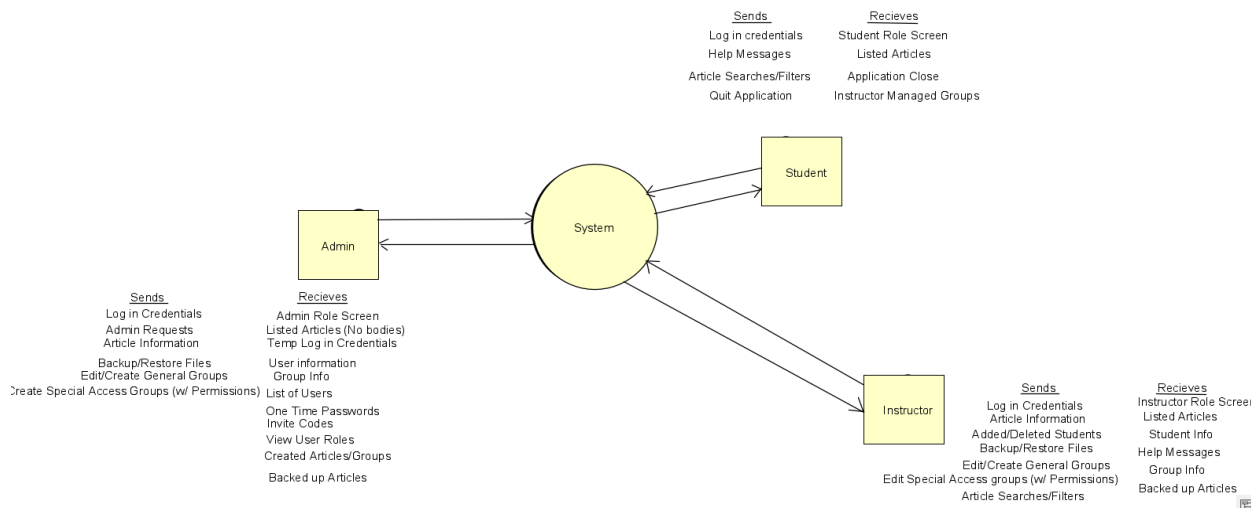 Sends
Recieves
Log in credentials
Student Role Screen
Help Messages
Listed Articles
Article Searches/Filters
Application Close
Quit Application
Instructor Managed Groups
Student
System
Admin
Sends
Recieves
Log in Credentials
Admin Role Screen
Admin Requests
Listed Articles (No bodies)
Article Information
Temp Log in Credentials
Backup/Restore Files
User information
Edit/Create General Groups
Group Info
Create Special Access Groups (w/ Permissions)
List of Users
One Time Passwords
Invite Codes
View User Roles
Created Articles/Groups
Backed up Articles
Instructor
Sends
Recieves
Log in Credentials
Instructor Role Screen
Article Information
Listed Articles
Added/Deleted Students
Student Info
Backup/Restore Files
Help Messages
Edit/Create General Groups
Group Info
Edit Special Access groups (w/ Permissions)
Backed up Articles
Article Searches/Filters